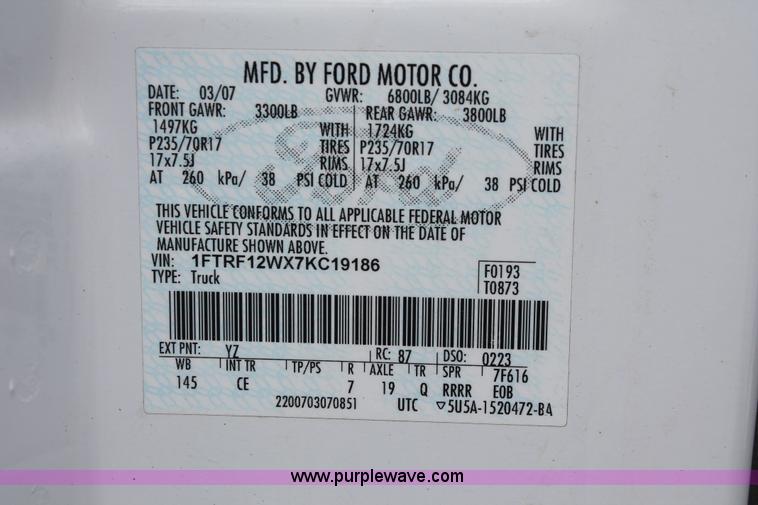 MFD. BY FORD MOTOR CO.
DATE: 03/07 GVWR: 6800LB/ 3084KG
FRONT GAWR: 3300LB REAR GAWR: 3800LB
1497KG WITH 1724KG WITH
P235/70R17 TIRES P235/70R17 TIRES
17x7.5J RIMS 17x7.5J RIMS
AT 260 kPa/ 38 PSI COLD AT 260 kPa/ 38 PSI COLD
Ford
THIS VEHICLE CONFORMS TO ALL APPLICABLE FEDERAL MOTOR
VEHICLE SAFETY STANDARDS IN EFFECT ON THE DATE OF
MANUFACTURE SHOWN ABOVE.
VIN: 1FTRF12WX7KC19186 F0193
TYPE: Truck T0873
EXT PNT: YZ RC: 87 DSO: 0223
WB INT TR TP/PS R AXLE TR SPR 7F616
145 CE 7 19 Q RRRR EOB
2200703070851 UTC ▽5U5A-1520472-BA
www.purplewave.com